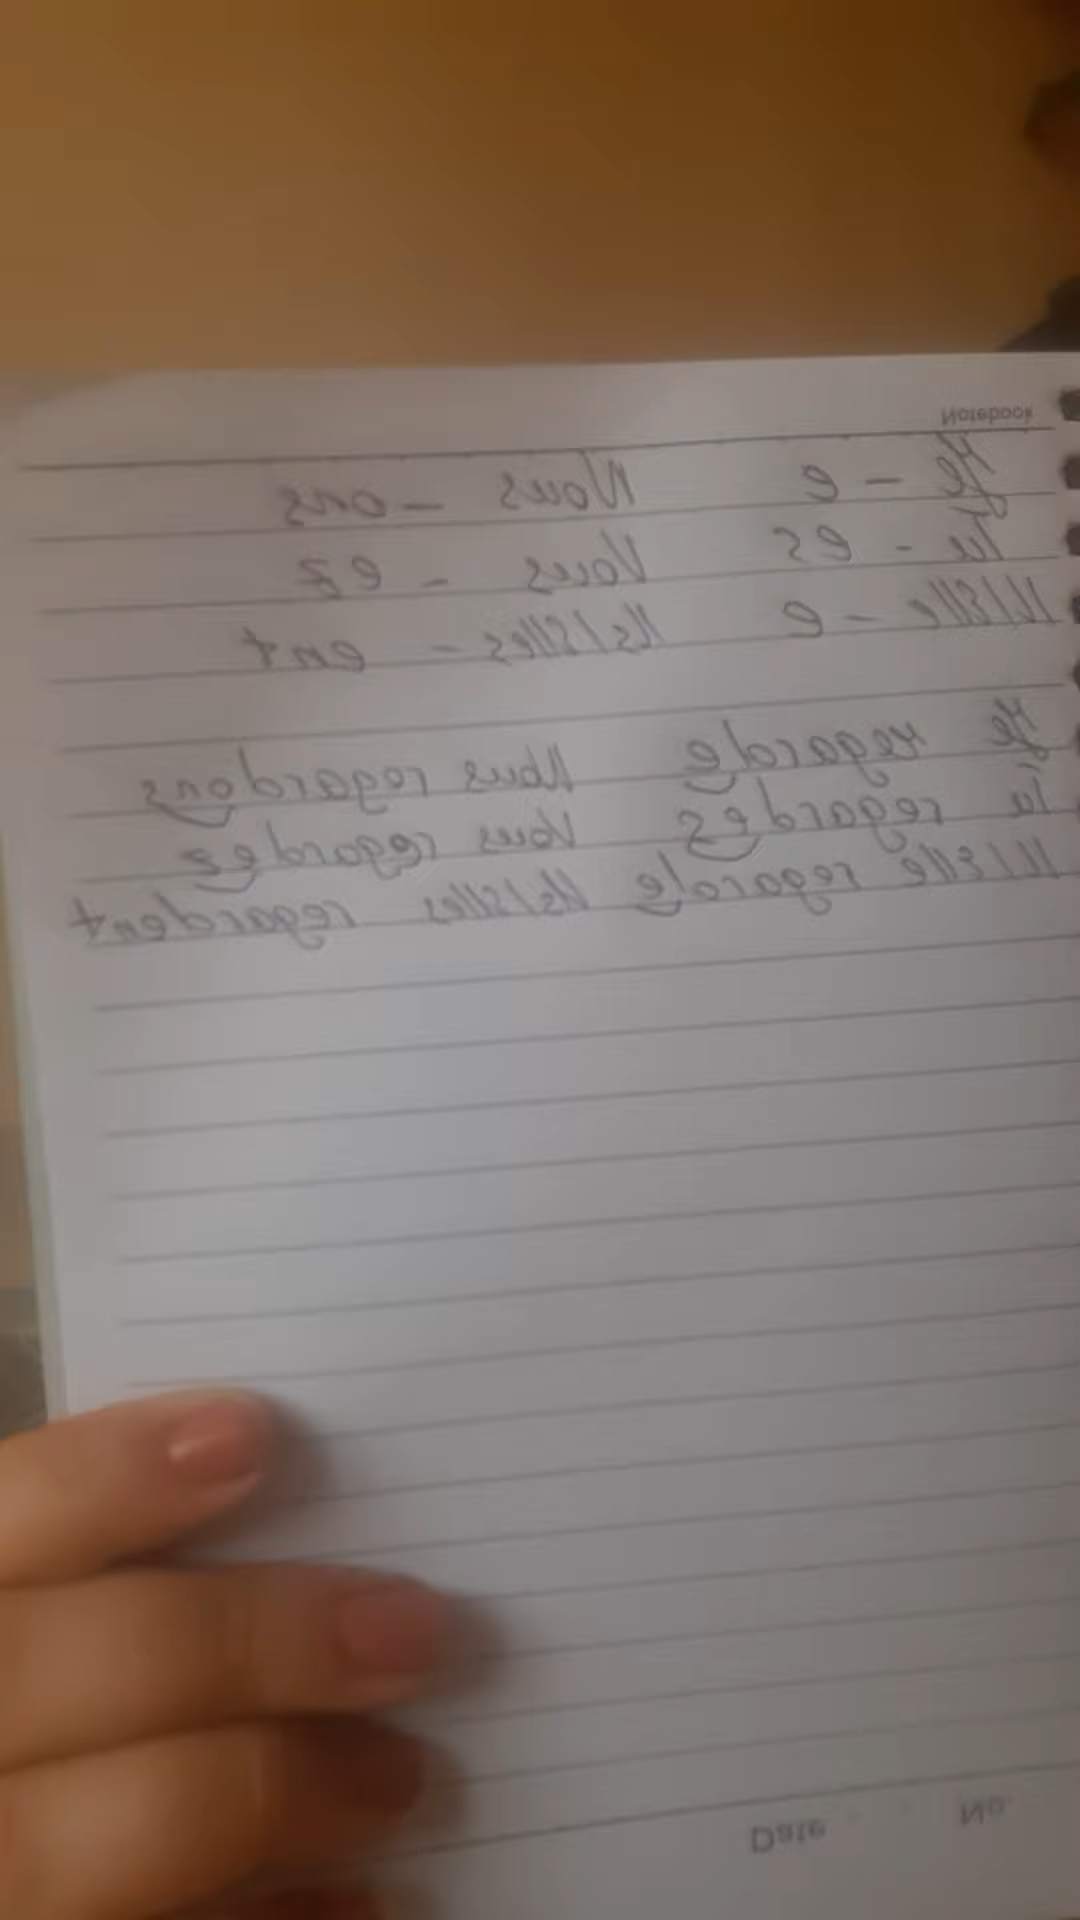 Notebook
Je - e Nous - ons
Tu - es Vous - ez
Il/Elle - e Ils/Elles - ent
Je regarde Nous regardons
Tu regardes Vous regardez
Il/Elle regarde Ils/Elles regardent
Date No.